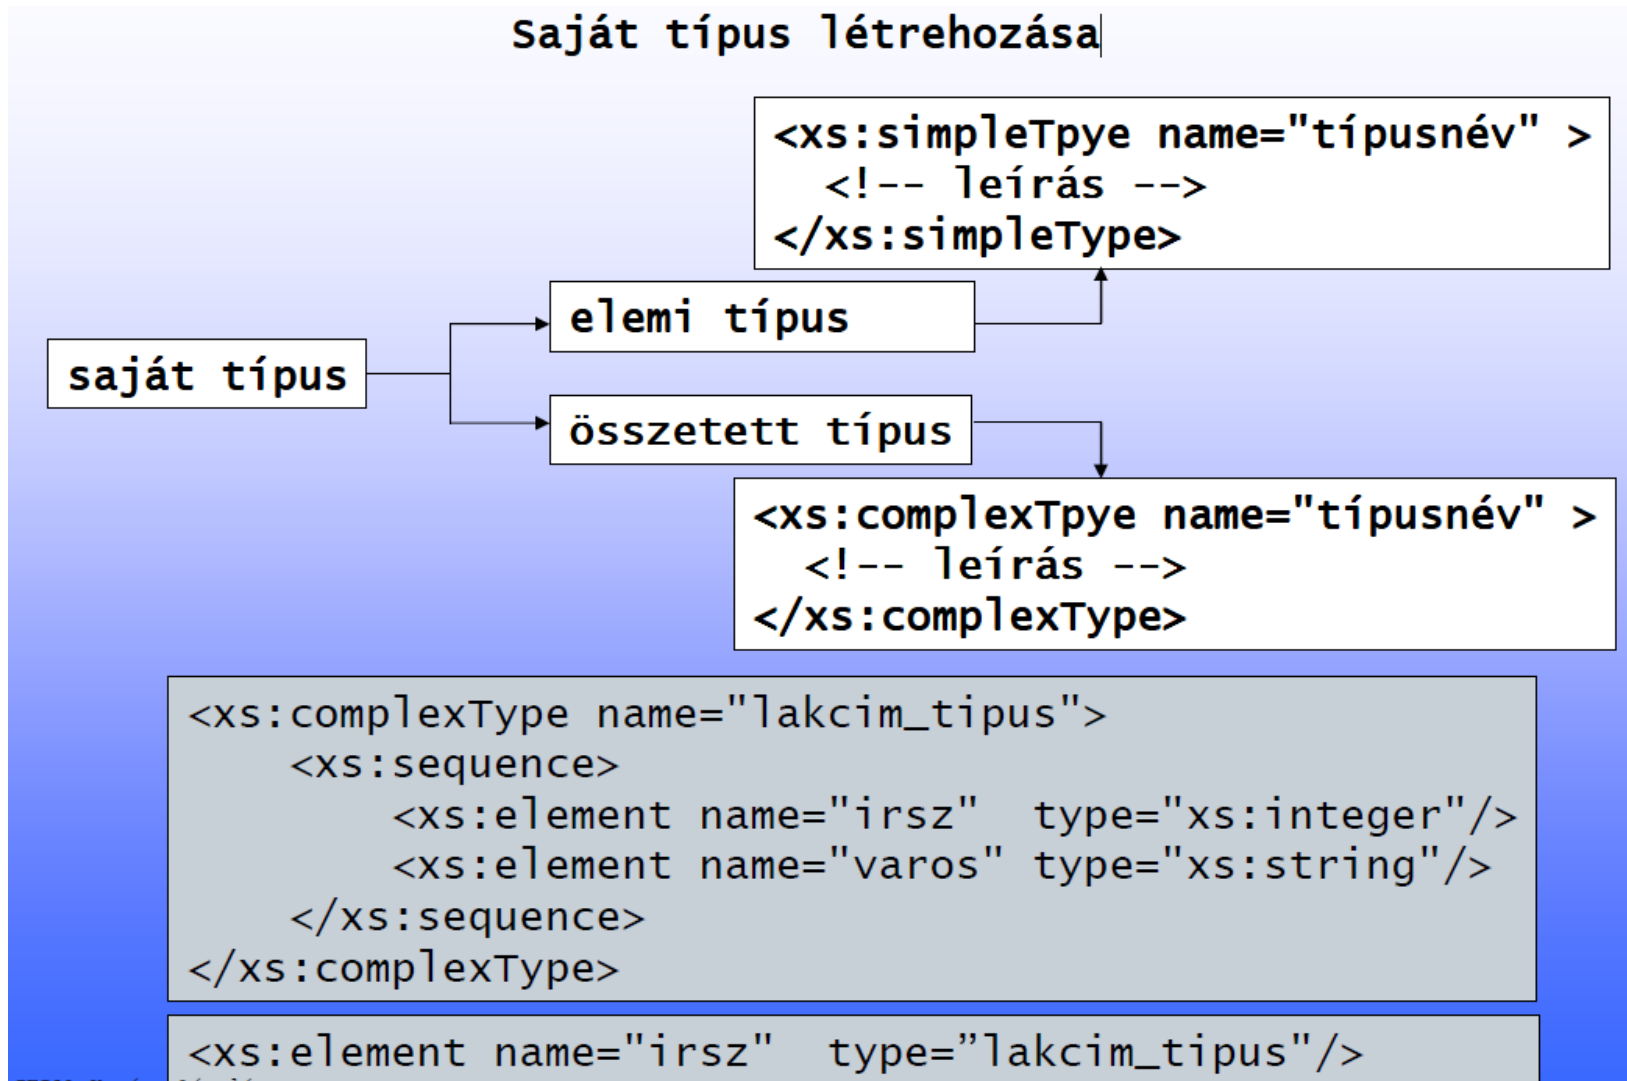 Saját típus létrehozása
<xs:simpleTpye name="típusnév" >
<!-- leírás -->
</xs:simpleType>
elemi típus
saját típus
összetett típus
<xs:complexTpye name="típusnév" >
<!-- leírás -->
</xs:complexType>
<xs:complexType name="lakcim_tipus">
<xs:sequence>
<xs:element name="irsz"  type="xs:integer"/>
<xs:element name="varos" type="xs:string"/>
</xs:sequence>
</xs:complexType>
<xs:element name="irsz"  type=”lakcim_tipus"/>